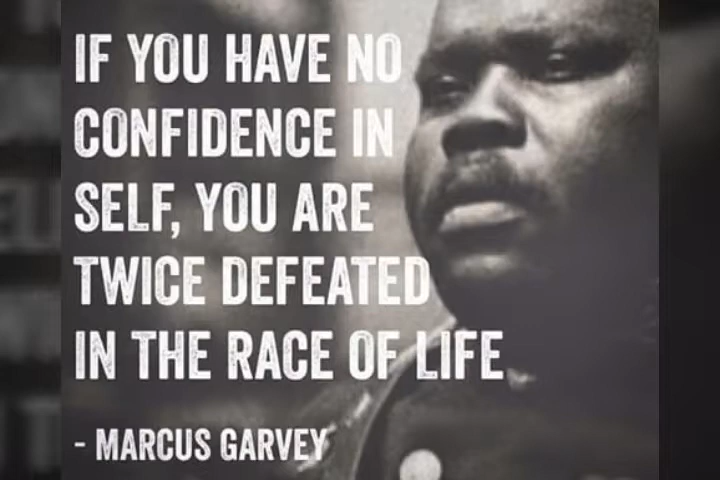 IF YOU HAVE NO
CONFIDENCE IN
SELF, YOU ARE
TWICE DEFEATED
IN THE RACE OF LIFE
- MARCUS GARVEY